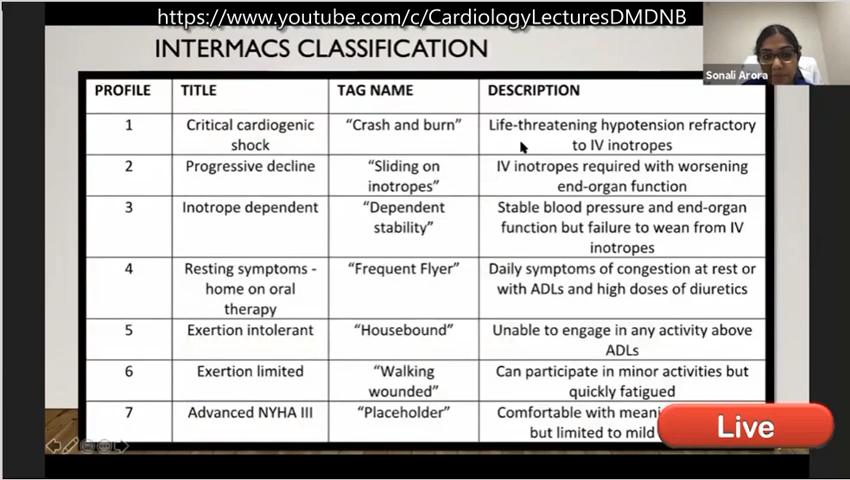 https://www.youtube.com/c/CardiologyLecturesDMDNB
INTERMACS CLASSIFICATION
Sonali Arora
PROFILE TITLE TAG NAME DESCRIPTION
1 Critical cardiogenic shock “Crash and burn” Life-threatening hypotension refractory to IV inotropes
2 Progressive decline “Sliding on inotropes” IV inotropes required with worsening end-organ function
3 Inotrope dependent “Dependent stability” Stable blood pressure and end-organ function but failure to wean from IV inotropes
4 Resting symptoms - home on oral therapy “Frequent Flyer” Daily symptoms of congestion at rest or with ADLs and high doses of diuretics
5 Exertion intolerant “Housebound” Unable to engage in any activity above ADLs
6 Exertion limited “Walking wounded” Can participate in minor activities but quickly fatigued
7 Advanced NYHA III “Placeholder” Comfortable with but limited to mild
Live